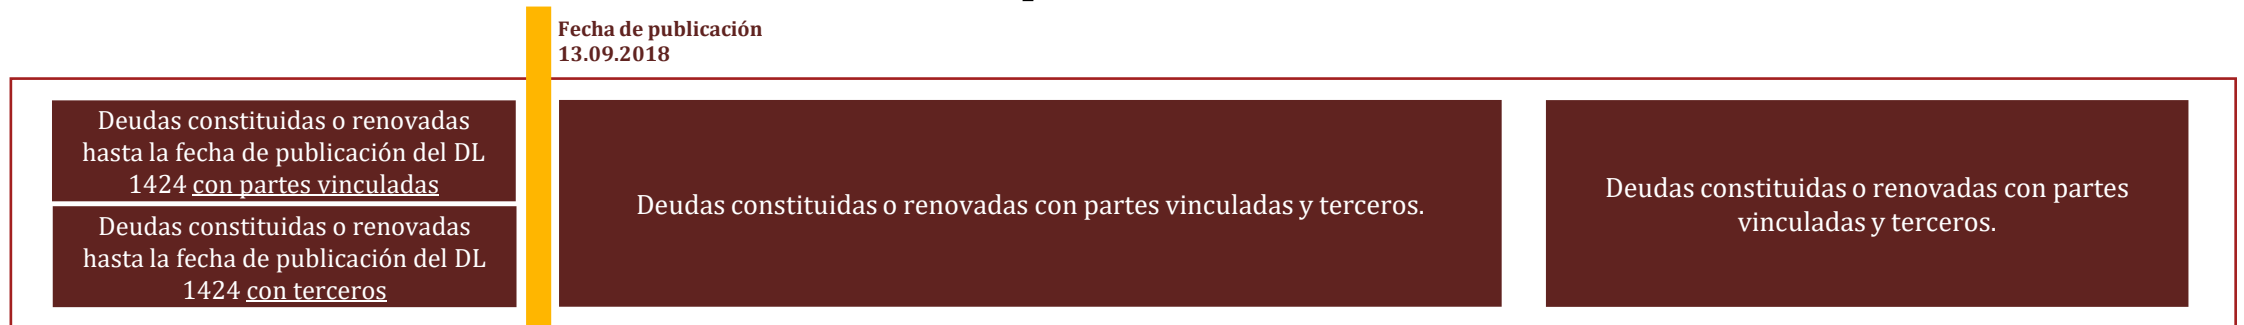 Fecha de publicación
13.09.2018
Deudas constituidas o renovadas
hasta la fecha de publicación del DL
1424 con partes vinculadas
Deudas constituidas o renovadas
hasta la fecha de publicación del DL
1424 con terceros
Deudas constituidas o renovadas con partes vinculadas y terceros.
Deudas constituidas o renovadas con partes
vinculadas y terceros.